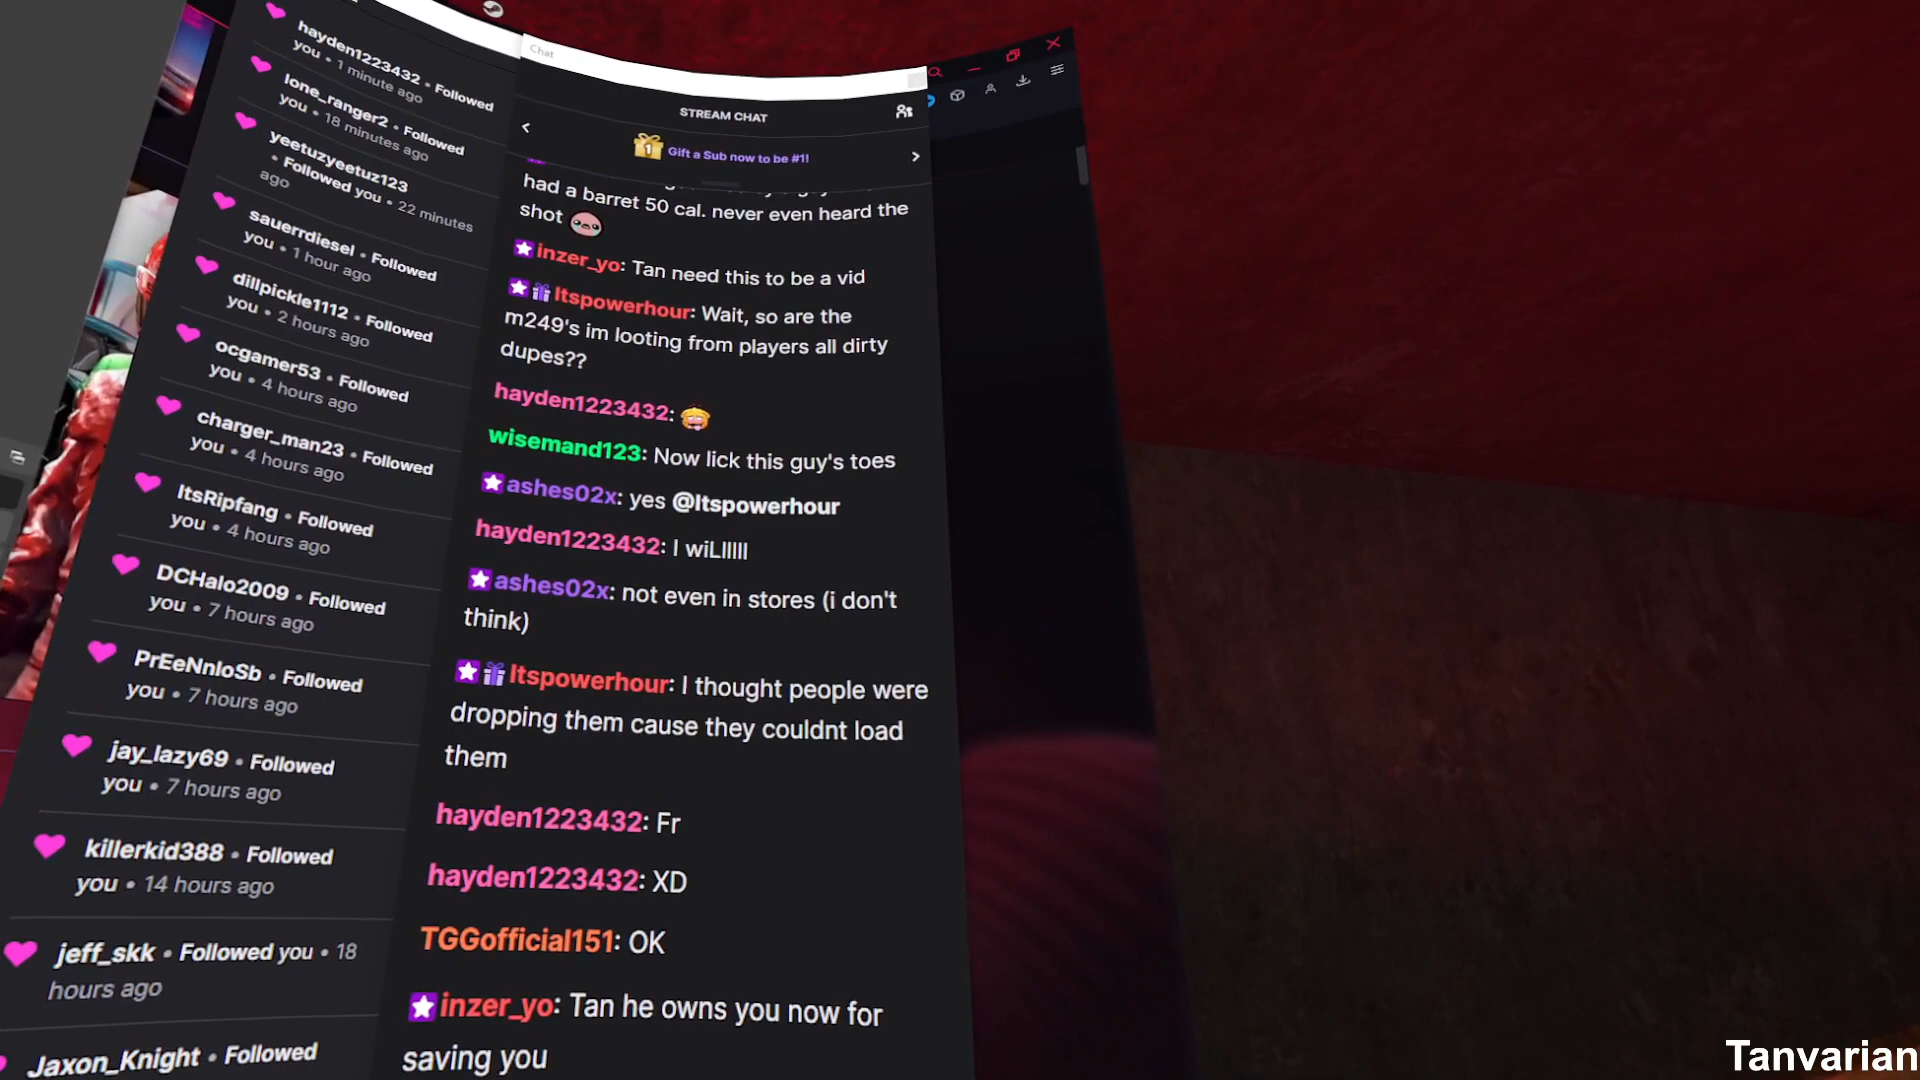 hayden1223432 • Followed
you • 1 minute ago
lone_ranger2 • Followed
you • 18 minutes ago
yeetuzyeetuz123
• Followed you • 22 minutes
ago
sauerrdiesel • Followed
you • 1 hour ago
dillpickle1112 • Followed
you • 2 hours ago
ocgamer53 • Followed
you • 4 hours ago
charger_man23 • Followed
you • 4 hours ago
ItsRipfang • Followed
you • 4 hours ago
DCHalo2009 • Followed
you • 7 hours ago
PrEeNnIoSb • Followed
you • 7 hours ago
jay_lazy69 • Followed
you • 7 hours ago
killerkid388 • Followed
you • 14 hours ago
jeff_skk • Followed you • 18
hours ago
Jaxon_Knight • Followed
Chat
STREAM CHAT
1 Gift a Sub now to be #1!
had a barret 50 cal. never even heard the
shot
inzer_yo: Tan need this to be a vid
Itspowerhour: Wait, so are the
m249's im looting from players all dirty
dupes??
hayden1223432:
wisemand123: Now lick this guy's toes
ashes02x: yes @Itspowerhour
hayden1223432: I wiLlllll
ashes02x: not even in stores (i don't
think)
Itspowerhour: I thought people were
dropping them cause they couldnt load
them
hayden1223432: Fr
hayden1223432: XD
TGGofficial151: OK
inzer_yo: Tan he owns you now for
saving you
Tanvarian